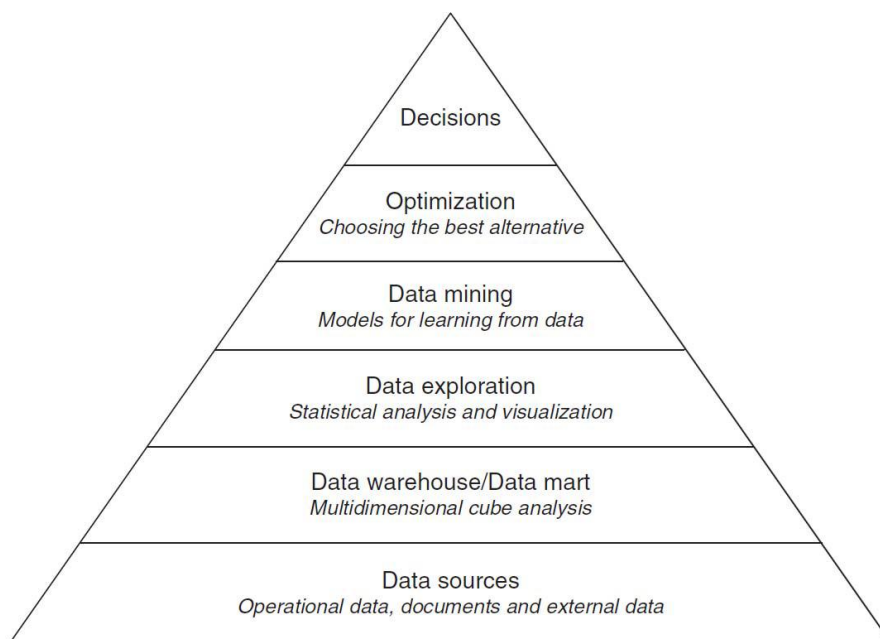 Decisions
Optimization
Choosing the best alternative
Data mining
Models for learning from data
Data exploration
Statistical analysis and visualization
Data warehouse/Data mart
Multidimensional cube analysis
Data sources
Operational data, documents and external data